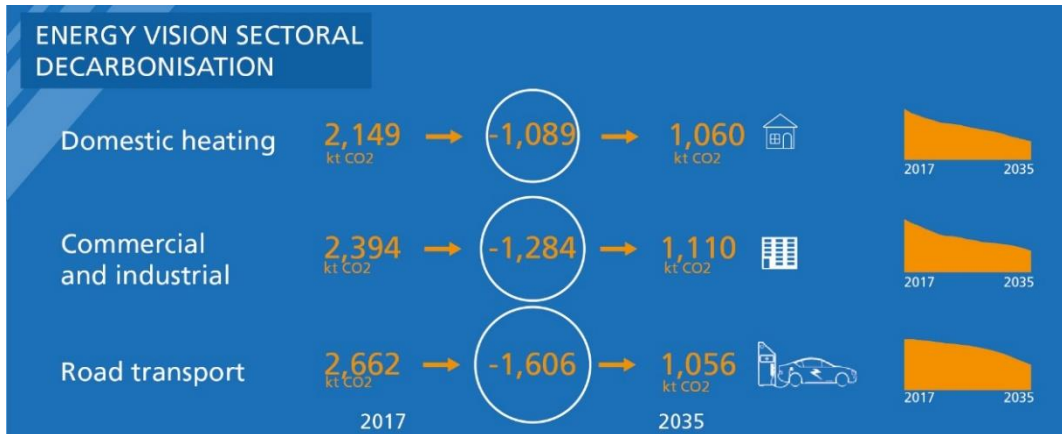 ENERGY VISION SECTORAL
DECARBONISATION
Domestic heating 2,149 kt CO2 -1,089 1,060 kt CO2
2017 2035
Commercial
and industrial 2,394 kt CO2 -1,284 1,110 kt CO2
2017 2035
Road transport 2,662 kt CO2 -1,606 1,056 kt CO2
2017 2035
2017 2035